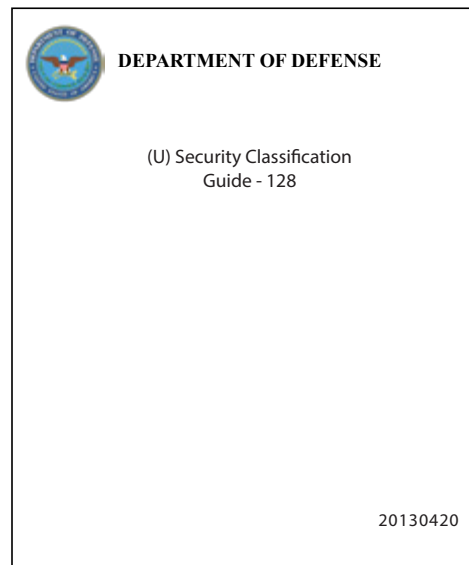 DEPARTMENT OF DEFENSE
(U) Security Classification
Guide - 128
20130420